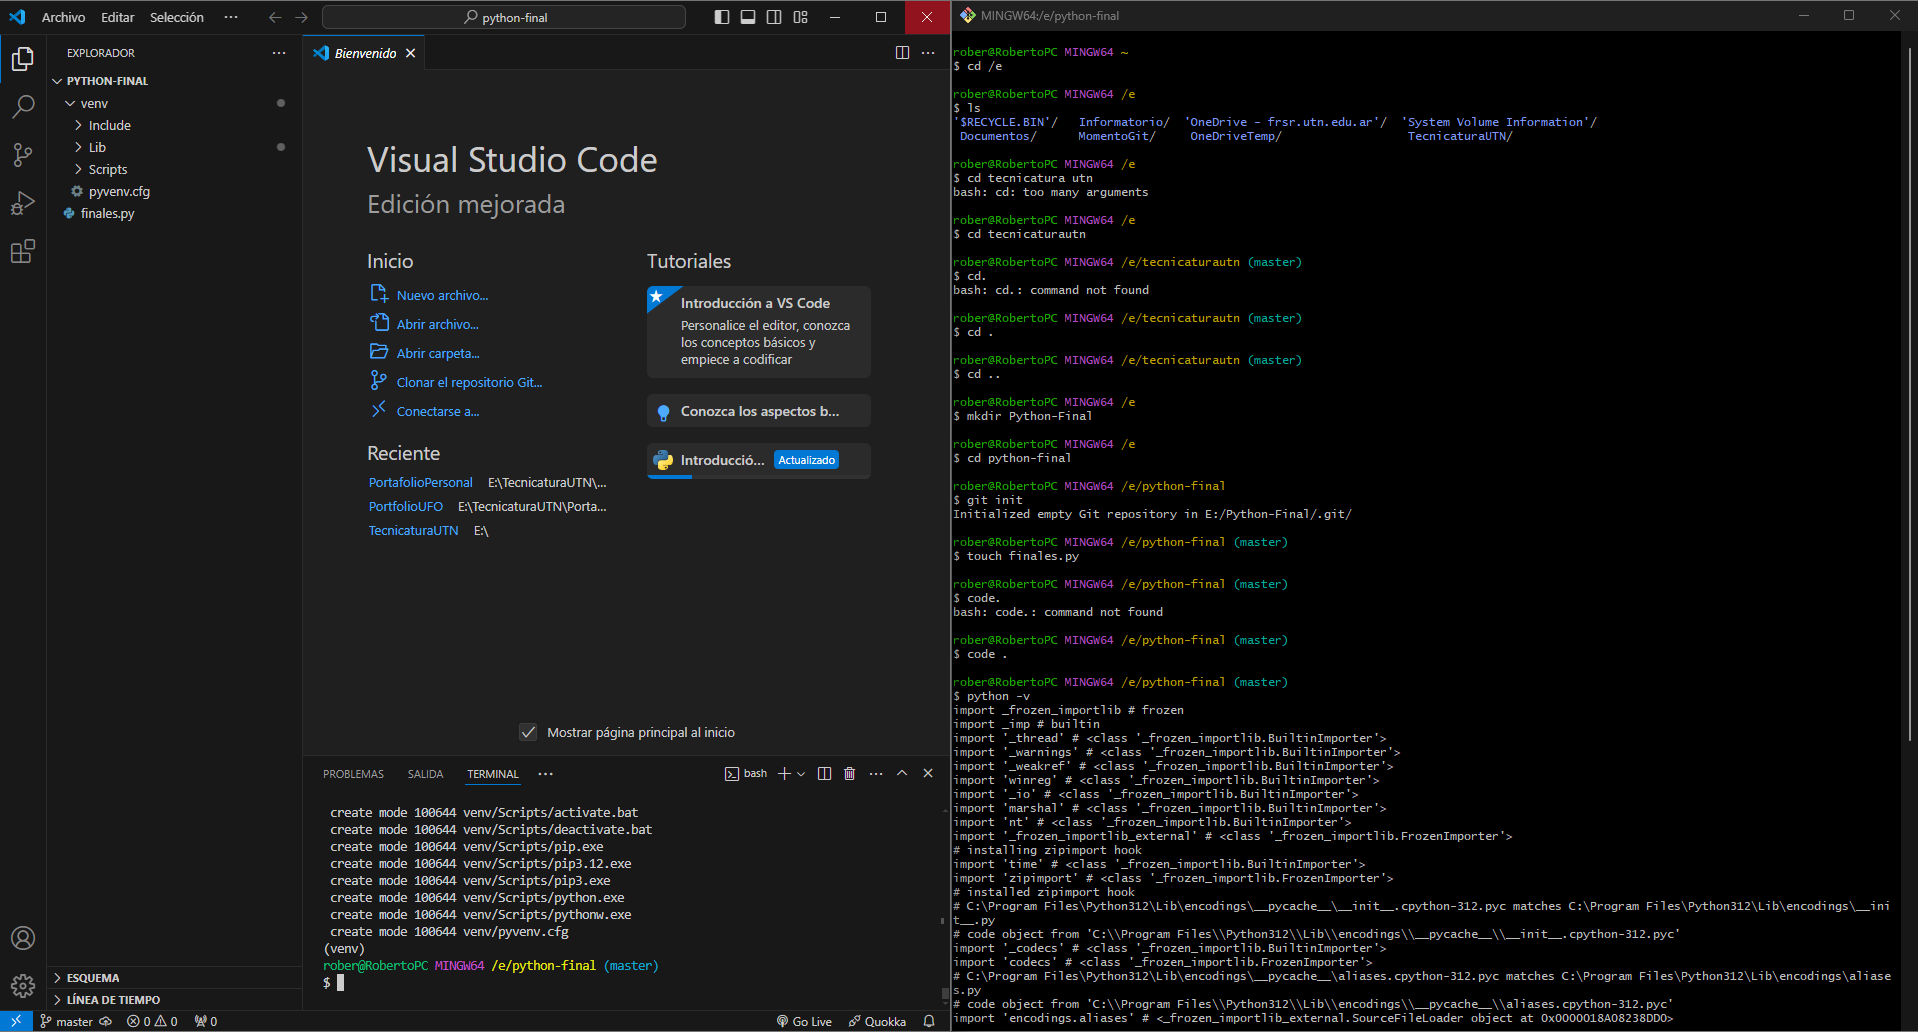 Archivo Editar Selección ··· python-final
EXPLORADOR ···
PYTHON-FINAL
venv
Include
Lib
Scripts
pyvenv.cfg
finales.py
ESQUEMA
LÍNEA DE TIEMPO
Bienvenido
Visual Studio Code
Edición mejorada
Inicio
Nuevo archivo...
Abrir archivo...
Abrir carpeta...
Clonar el repositorio Git...
Conectarse a...
Reciente
PortafolioPersonal E:\TecnicaturaUTN\...
PortfolioUFO E:\TecnicaturaUTN\Porta...
TecnicaturaUTN E:\
Tutoriales
Introducción a VS Code
Personalice el editor, conozca
los conceptos básicos y
empiece a codificar
Conozca los aspectos b...
Introducció... Actualizado
Mostrar página principal al inicio
PROBLEMAS SALIDA TERMINAL ··· bash
create mode 100644 venv/Scripts/activate.bat
create mode 100644 venv/Scripts/deactivate.bat
create mode 100644 venv/Scripts/pip.exe
create mode 100644 venv/Scripts/pip3.12.exe
create mode 100644 venv/Scripts/pip3.exe
create mode 100644 venv/Scripts/python.exe
create mode 100644 venv/Scripts/pythonw.exe
create mode 100644 venv/pyvenv.cfg
(venv)
rober@RobertoPC MINGW64 /e/python-final (master)
$
master 0 0 0 Go Live Quokka
MINGW64:/e/python-final
rober@RobertoPC MINGW64 ~
$ cd /e
rober@RobertoPC MINGW64 /e
$ ls
'$RECYCLE.BIN'/ Informatorio/ 'OneDrive - frsr.utn.edu.ar'/ 'System Volume Information'/
Documentos/ MomentoGit/ OneDriveTemp/ TecnicaturaUTN/
rober@RobertoPC MINGW64 /e
$ cd tecnicatura utn
bash: cd: too many arguments
rober@RobertoPC MINGW64 /e
$ cd tecnicaturautn
rober@RobertoPC MINGW64 /e/tecnicaturautn (master)
$ cd.
bash: cd.: command not found
rober@RobertoPC MINGW64 /e/tecnicaturautn (master)
$ cd .
rober@RobertoPC MINGW64 /e/tecnicaturautn (master)
$ cd ..
rober@RobertoPC MINGW64 /e
$ mkdir Python-Final
rober@RobertoPC MINGW64 /e
$ cd python-final
rober@RobertoPC MINGW64 /e/python-final
$ git init
Initialized empty Git repository in E:/Python-Final/.git/
rober@RobertoPC MINGW64 /e/python-final (master)
$ touch finales.py
rober@RobertoPC MINGW64 /e/python-final (master)
$ code.
bash: code.: command not found
rober@RobertoPC MINGW64 /e/python-final (master)
$ code .
rober@RobertoPC MINGW64 /e/python-final (master)
$ python -v
import _frozen_importlib # frozen
import _imp # builtin
import '_thread' # <class '_frozen_importlib.BuiltinImporter'>
import '_warnings' # <class '_frozen_importlib.BuiltinImporter'>
import '_weakref' # <class '_frozen_importlib.BuiltinImporter'>
import 'winreg' # <class '_frozen_importlib.BuiltinImporter'>
import '_io' # <class '_frozen_importlib.BuiltinImporter'>
import 'marshal' # <class '_frozen_importlib.BuiltinImporter'>
import 'nt' # <class '_frozen_importlib.BuiltinImporter'>
import '_frozen_importlib_external' # <class '_frozen_importlib.FrozenImporter'>
# installing zipimport hook
import 'time' # <class '_frozen_importlib.BuiltinImporter'>
import 'zipimport' # <class '_frozen_importlib.FrozenImporter'>
# installed zipimport hook
# C:\Program Files\Python312\Lib\encodings\__pycache__\__init__.cpython-312.pyc matches C:\Program Files\Python312\Lib\encodings\__ini
t__.py
# code object from 'C:\\Program Files\\Python312\\Lib\\encodings\\__pycache__\\__init__.cpython-312.pyc'
import '_codecs' # <class '_frozen_importlib.BuiltinImporter'>
import 'codecs' # <class '_frozen_importlib.FrozenImporter'>
# C:\Program Files\Python312\Lib\encodings\__pycache__\aliases.cpython-312.pyc matches C:\Program Files\Python312\Lib\encodings\aliase
s.py
# code object from 'C:\\Program Files\\Python312\\Lib\\encodings\\__pycache__\\aliases.cpython-312.pyc'
import 'encodings.aliases' # <_frozen_importlib_external.SourceFileLoader object at 0x0000018A08238DD0>